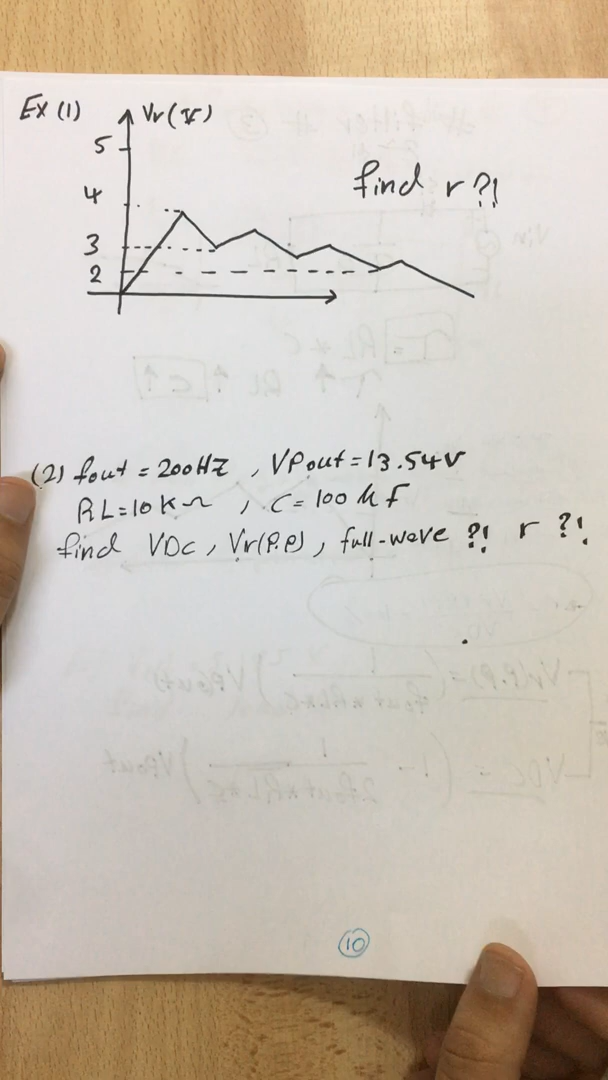 Ex (1) Vr(V)
5
find r ?!
4
3
2
(2) fout = 200HZ , VPout = 13.54V
RL=10KΩ , C= 100 Mf
find VDC , Vr(P.P) , full-wave ?! r ?!
10